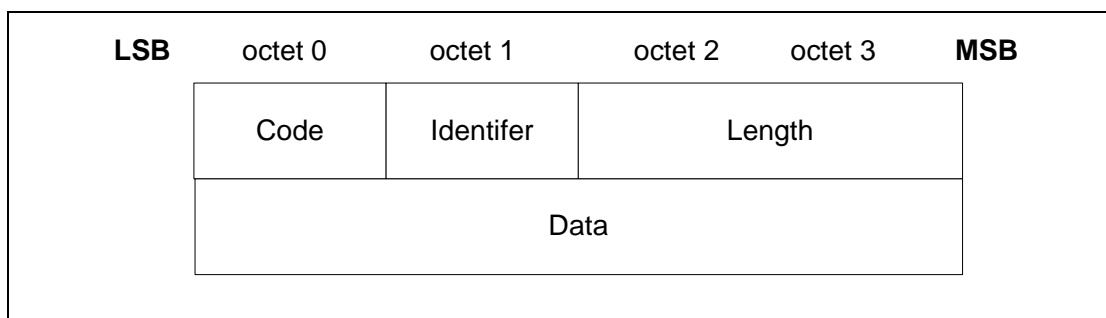 LSB octet 0 octet 1 octet 2 octet 3 MSB
Code Identifer Length
Data